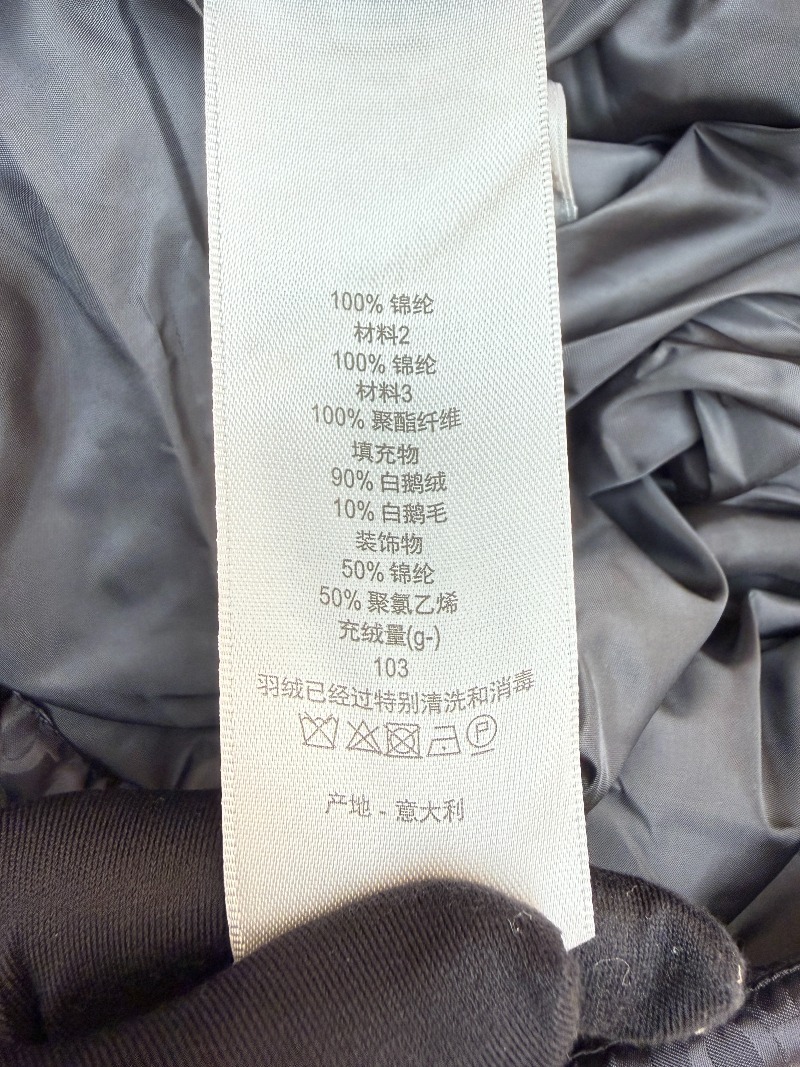 100% 锦纶
材料2
100% 锦纶
材料3
100% 聚酯纤维
填充物
90% 白鹅绒
10% 白鹅毛
装饰物
50% 锦纶
50% 聚氯乙烯
充绒量(g-)
103
羽绒已经过特别清洗和消毒
P
产地 - 意大利